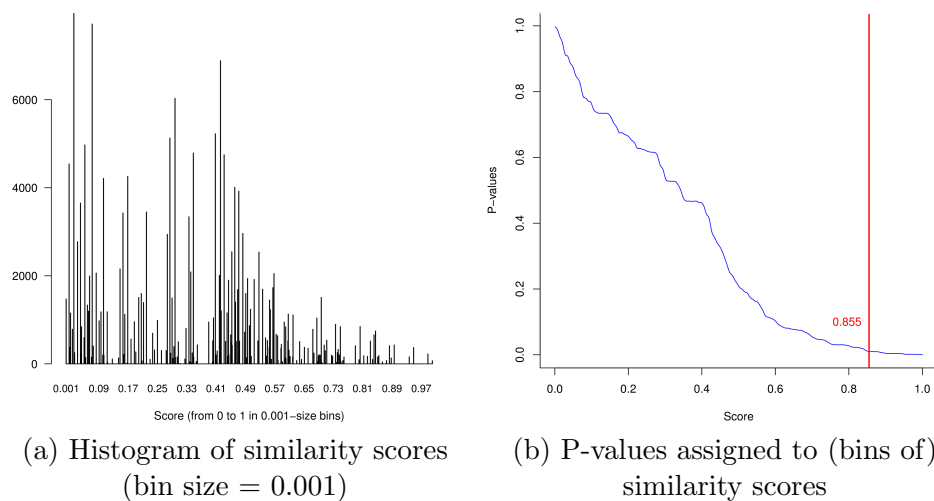 6000
4000
2000
0
0.001 0.09 0.17 0.25 0.33 0.41 0.49 0.57 0.65 0.73 0.81 0.89 0.97
Score (from 0 to 1 in 0.001-size bins)
(a) Histogram of similarity scores
(bin size = 0.001)
1.0
0.8
0.6
0.4
0.2
0.0
P-values
0.855
0.0 0.2 0.4 0.6 0.8 1.0
Score
(b) P-values assigned to (bins of)
similarity scores